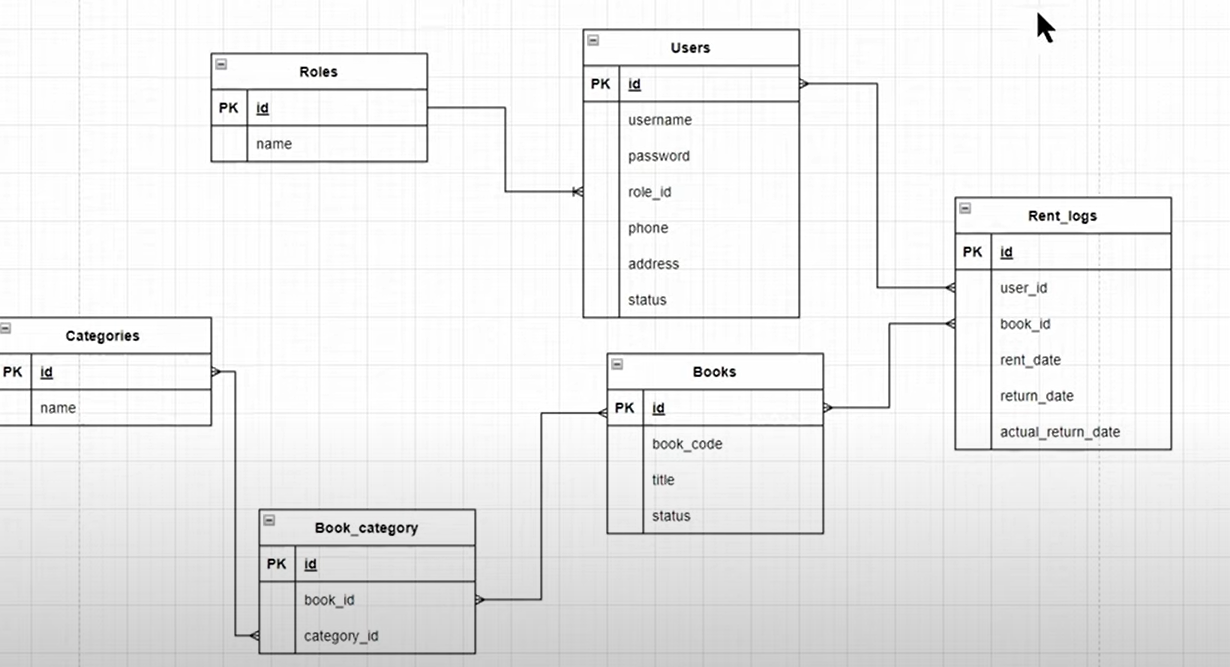 Roles
PK id
name
Users
PK id
username
password
role_id
phone
address
status
Rent_logs
PK id
user_id
book_id
rent_date
return_date
actual_return_date
Categories
PK id
name
Books
PK id
book_code
title
status
Book_category
PK id
book_id
category_id